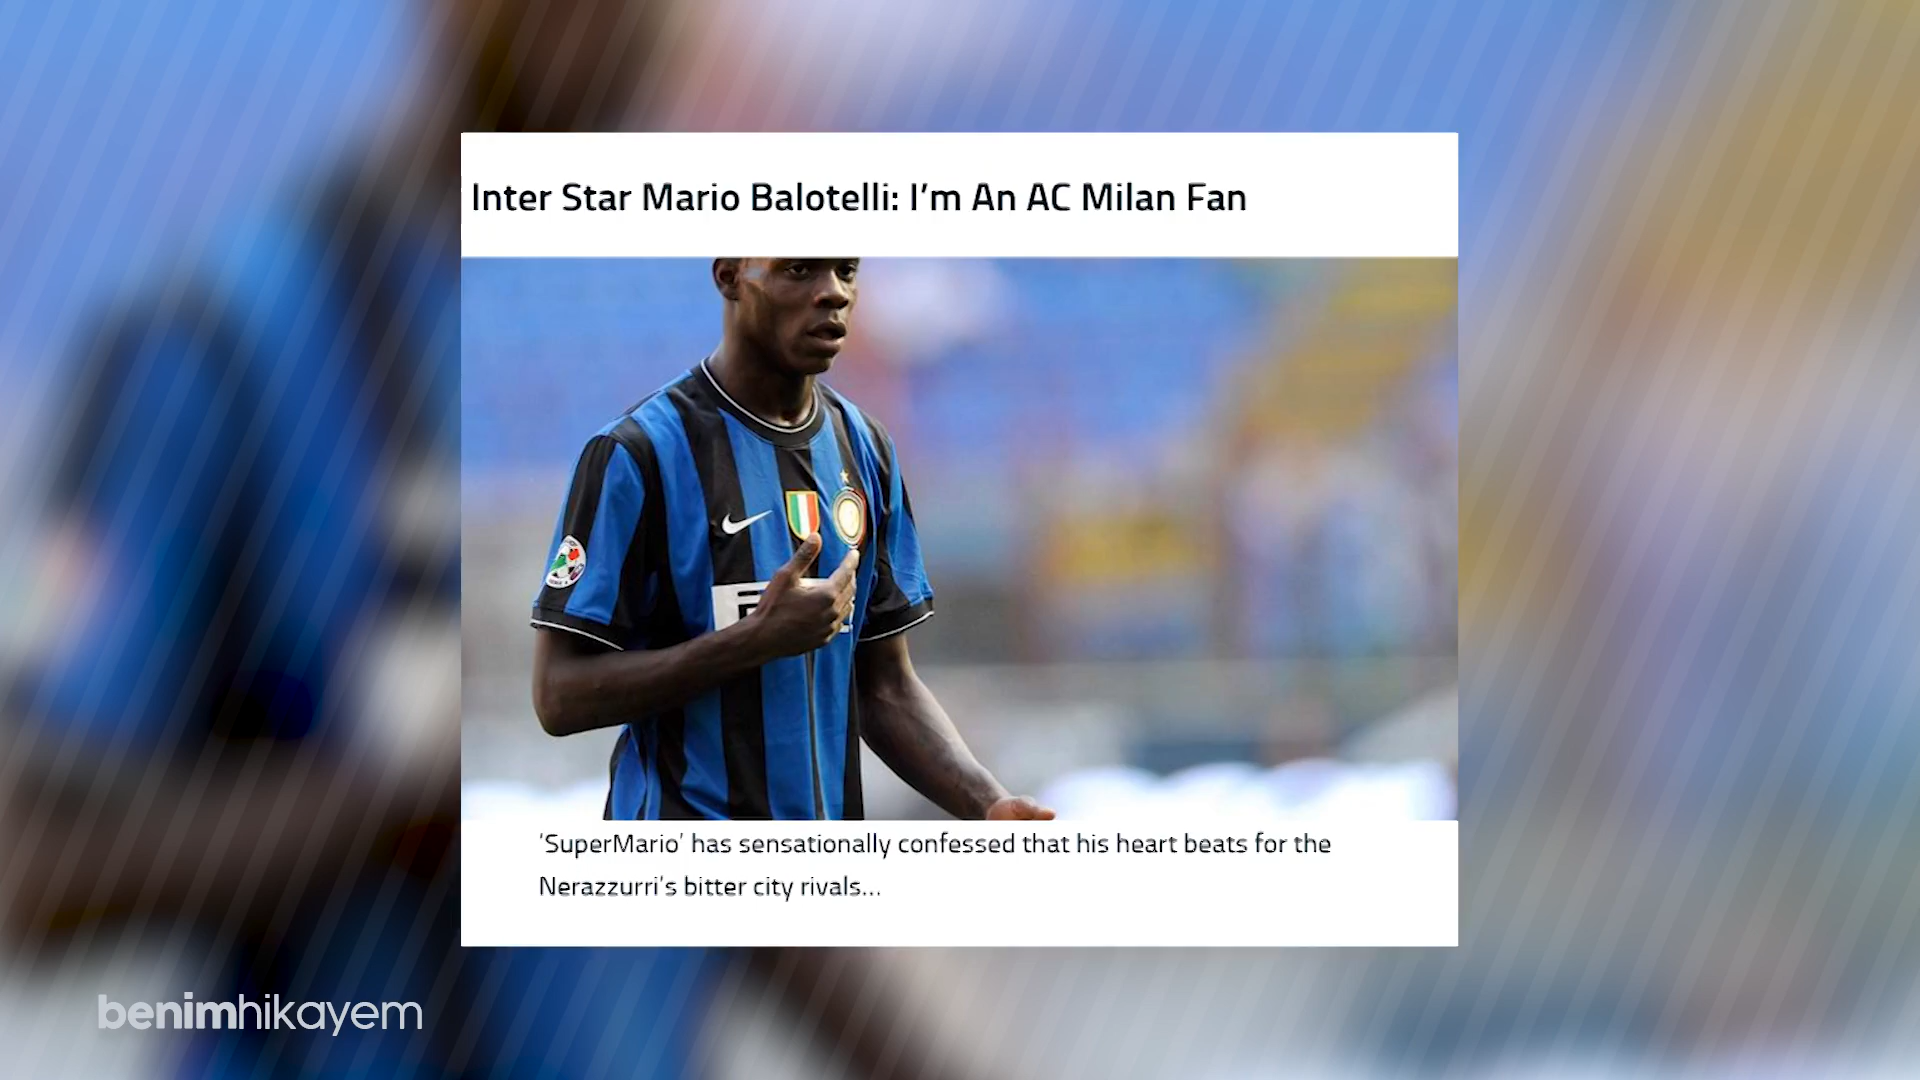 Inter Star Mario Balotelli: I’m An AC Milan Fan
‘SuperMario’ has sensationally confessed that his heart beats for the
Nerazzurri’s bitter city rivals...
benimhikayem